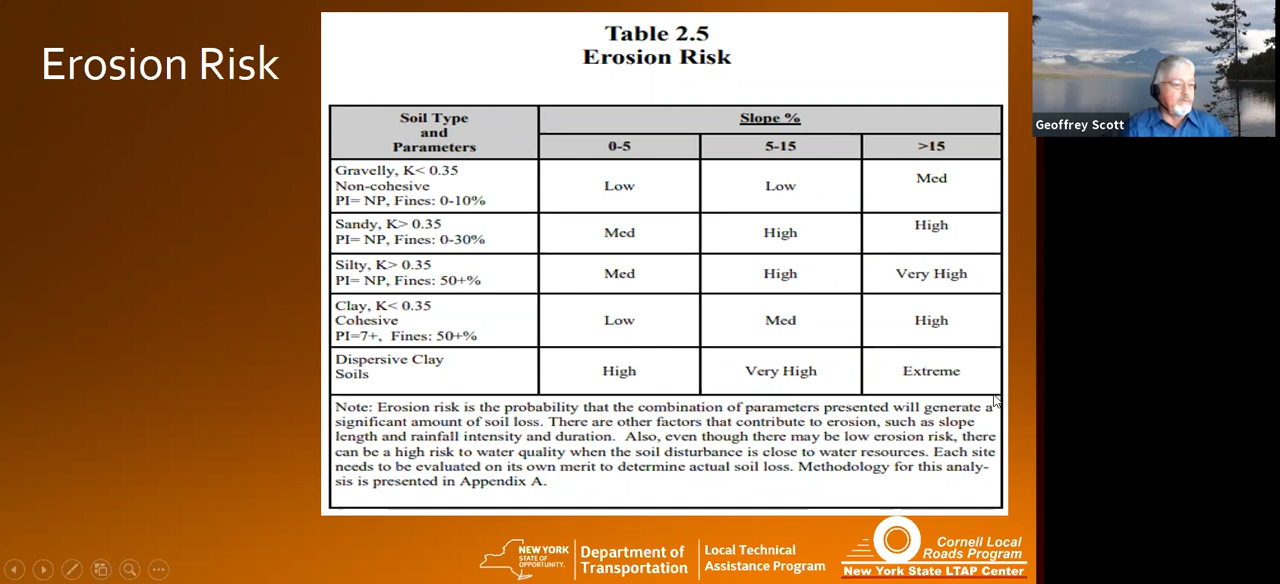 Erosion Risk
Table 2.5
Erosion Risk
Soil Type
and
Parameters
Slope %
0-5
5-15
>15
Gravelly, K< 0.35
Non-cohesive
PI= NP, Fines: 0-10%
Low
Low
Med
Sandy, K> 0.35
PI= NP, Fines: 0-30%
Med
High
High
Silty, K> 0.35
PI= NP, Fines: 50+%
Med
High
Very High
Clay, K< 0.35
Cohesive
PI=7+, Fines: 50+%
Low
Med
High
Dispersive Clay
Soils
High
Very High
Extreme
Note: Erosion risk is the probability that the combination of parameters presented will generate a
significant amount of soil loss. There are other factors that contribute to erosion, such as slope
length and rainfall intensity and duration. Also, even though there may be low erosion risk, there
can be a high risk to water quality when the soil disturbance is close to water resources. Each site
needs to be evaluated on its own merit to determine actual soil loss. Methodology for this analy-
sis is presented in Appendix A.
Geoffrey Scott
NEW YORK
STATE OF
OPPORTUNITY.
Department of
Transportation
Local Technical
Assistance Program
Cornell Local
Roads Program
New York State LTAP Center